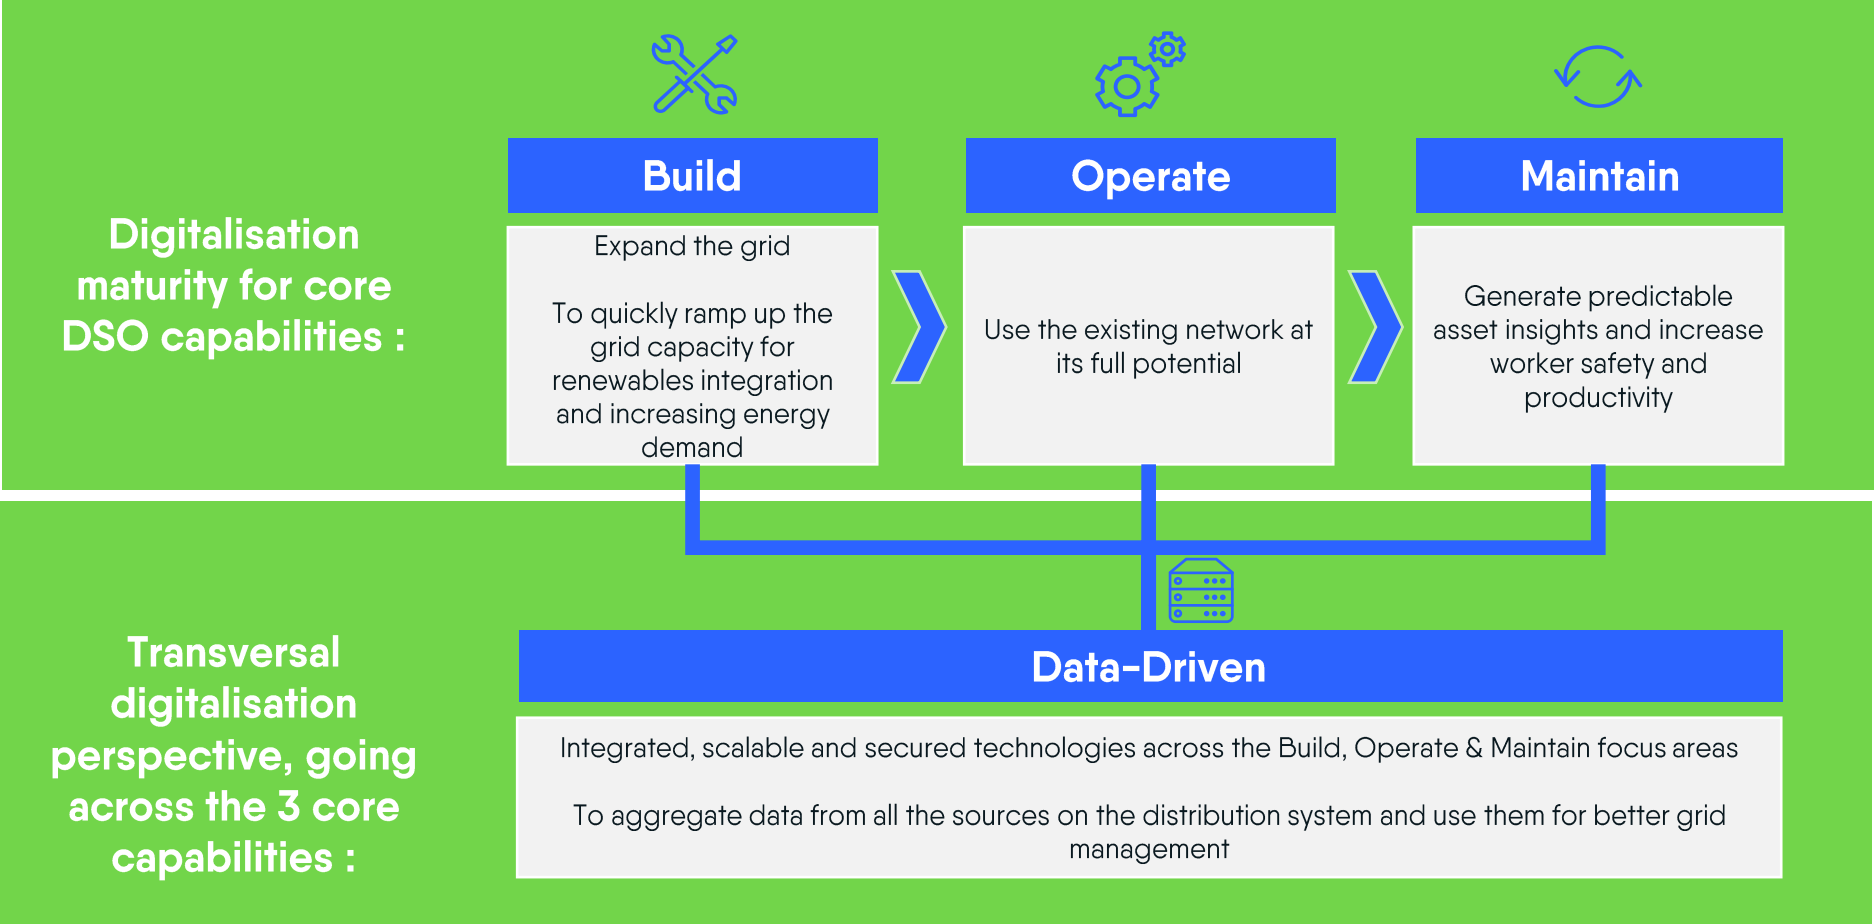 Digitalisation
maturity for core
DSO capabilities :
Build
Expand the grid
To quickly ramp up the
grid capacity for
renewables integration
and increasing energy
demand
Operate
Use the existing network at
its full potential
Maintain
Generate predictable
asset insights and increase
worker safety and
productivity
Transversal
digitalisation
perspective, going
across the 3 core
capabilities :
Data-Driven
Integrated, scalable and secured technologies across the Build, Operate & Maintain focus areas
To aggregate data from all the sources on the distribution system and use them for better grid
management